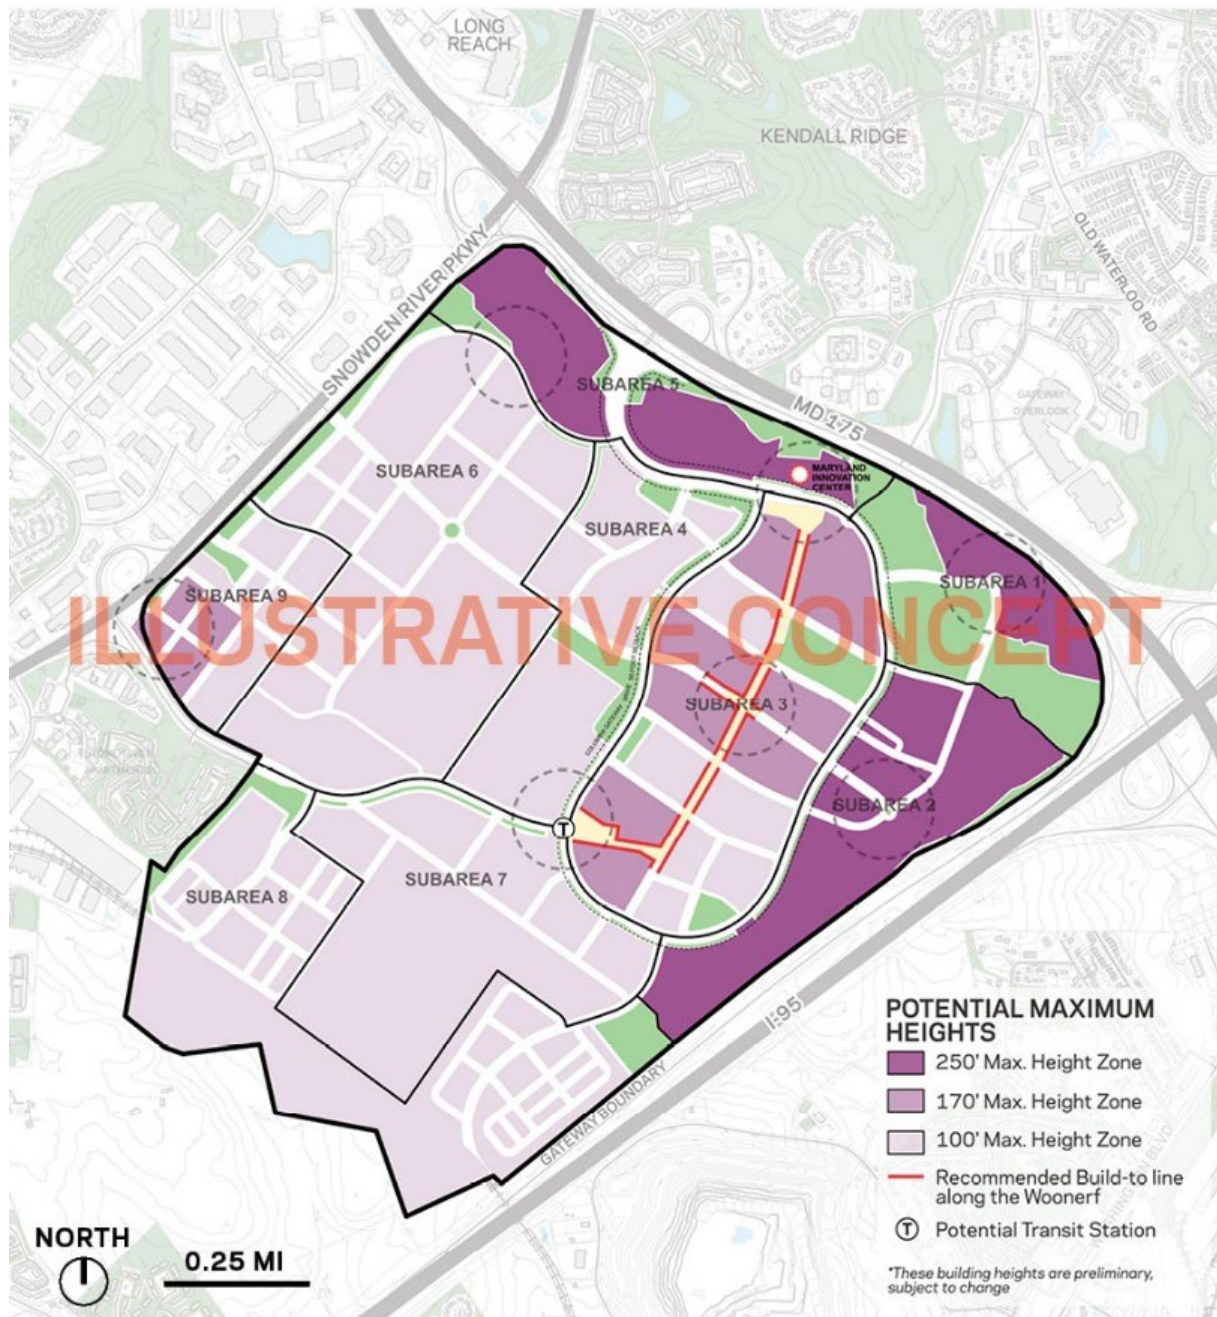 LONG
REACH
KENDALL RIDGE
OLD WATERLOO RD
SNOWDEN RIVER PKWY
SUBAREA 5
GATEWAY
OVERLOOK
MD 175
SUBAREA 6
MARYLAND
INNOVATION
CENTER
SUBAREA 4
SUBAREA 9
SUBAREA 1
ILLUSTRATIVE CONCEPT
SUBAREA 3
SUBAREA 2
T
SUBAREA 7
SUBAREA 8
I-95
GATEWAY BOUNDARY
POTENTIAL MAXIMUM
HEIGHTS
250' Max. Height Zone
170' Max. Height Zone
100' Max. Height Zone
Recommended Build-to line
along the Woonerf
T Potential Transit Station
*These building heights are preliminary,
subject to change
NORTH
0.25 MI